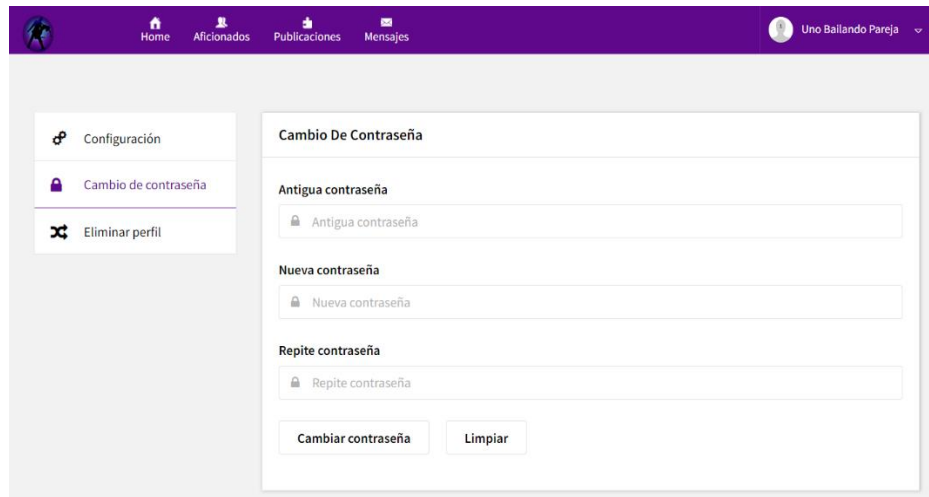 Home Aficionados Publicaciones Mensajes Uno Bailando Pareja
Configuración
Cambio de contraseña
Eliminar perfil
Cambio De Contraseña
Antigua contraseña
Antigua contraseña
Nueva contraseña
Nueva contraseña
Repite contraseña
Repite contraseña
Cambiar contraseña Limpiar